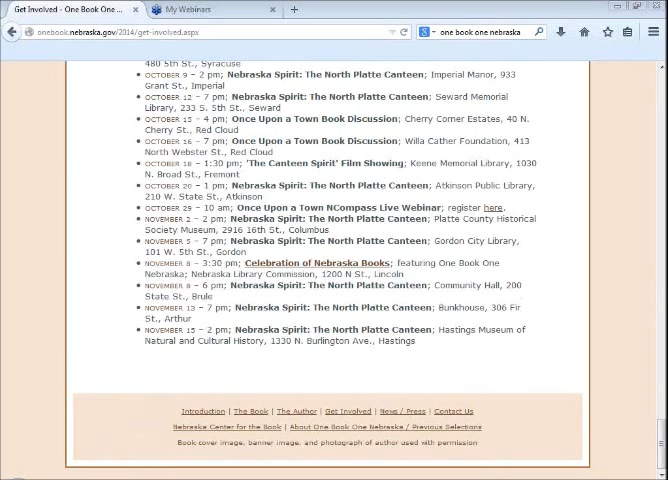 Get Involved - One Book One ...
My Webinars
onebook.nebraska.gov/2014/get-involved.aspx
one book one nebraska
480 5th St., Syracuse
OCTOBER 9 – 2 pm; Nebraska Spirit: The North Platte Canteen; Imperial Manor, 933
Grant St., Imperial
OCTOBER 12 – 7 pm; Nebraska Spirit: The North Platte Canteen; Seward Memorial
Library, 233 S. 5th St., Seward
OCTOBER 15 – 4 pm; Once Upon a Town Book Discussion; Cherry Corner Estates, 40 N.
Cherry St., Red Cloud
OCTOBER 16 – 7 pm; Once Upon a Town Book Discussion; Willa Cather Foundation, 413
North Webster St., Red Cloud
OCTOBER 18 – 1:30 pm; 'The Canteen Spirit' Film Showing; Keene Memorial Library, 1030
N. Broad St., Fremont
OCTOBER 20 – 1 pm; Nebraska Spirit: The North Platte Canteen; Atkinson Public Library,
210 W. State St., Atkinson
OCTOBER 29 – 10 am; Once Upon a Town NCompass Live Webinar; register here.
NOVEMBER 2 – 2 pm; Nebraska Spirit: The North Platte Canteen; Platte County Historical
Society Museum, 2916 16th St., Columbus
NOVEMBER 5 – 7 pm; Nebraska Spirit: The North Platte Canteen; Gordon City Library,
101 W. 5th St., Gordon
NOVEMBER 8 – 3:30 pm; Celebration of Nebraska Books; featuring One Book One
Nebraska; Nebraska Library Commission, 1200 N St., Lincoln
NOVEMBER 8 – 6 pm; Nebraska Spirit: The North Platte Canteen; Community Hall, 200
State St., Brule
NOVEMBER 13 – 7 pm; Nebraska Spirit: The North Platte Canteen; Bunkhouse, 306 Fir
St., Arthur
NOVEMBER 15 – 2 pm; Nebraska Spirit: The North Platte Canteen; Hastings Museum of
Natural and Cultural History, 1330 N. Burlington Ave., Hastings
Introduction | The Book | The Author | Get Involved | News / Press | Contact Us
Nebraska Center for the Book | About One Book One Nebraska / Previous Selections
Book cover image, banner image, and photograph of author used with permission